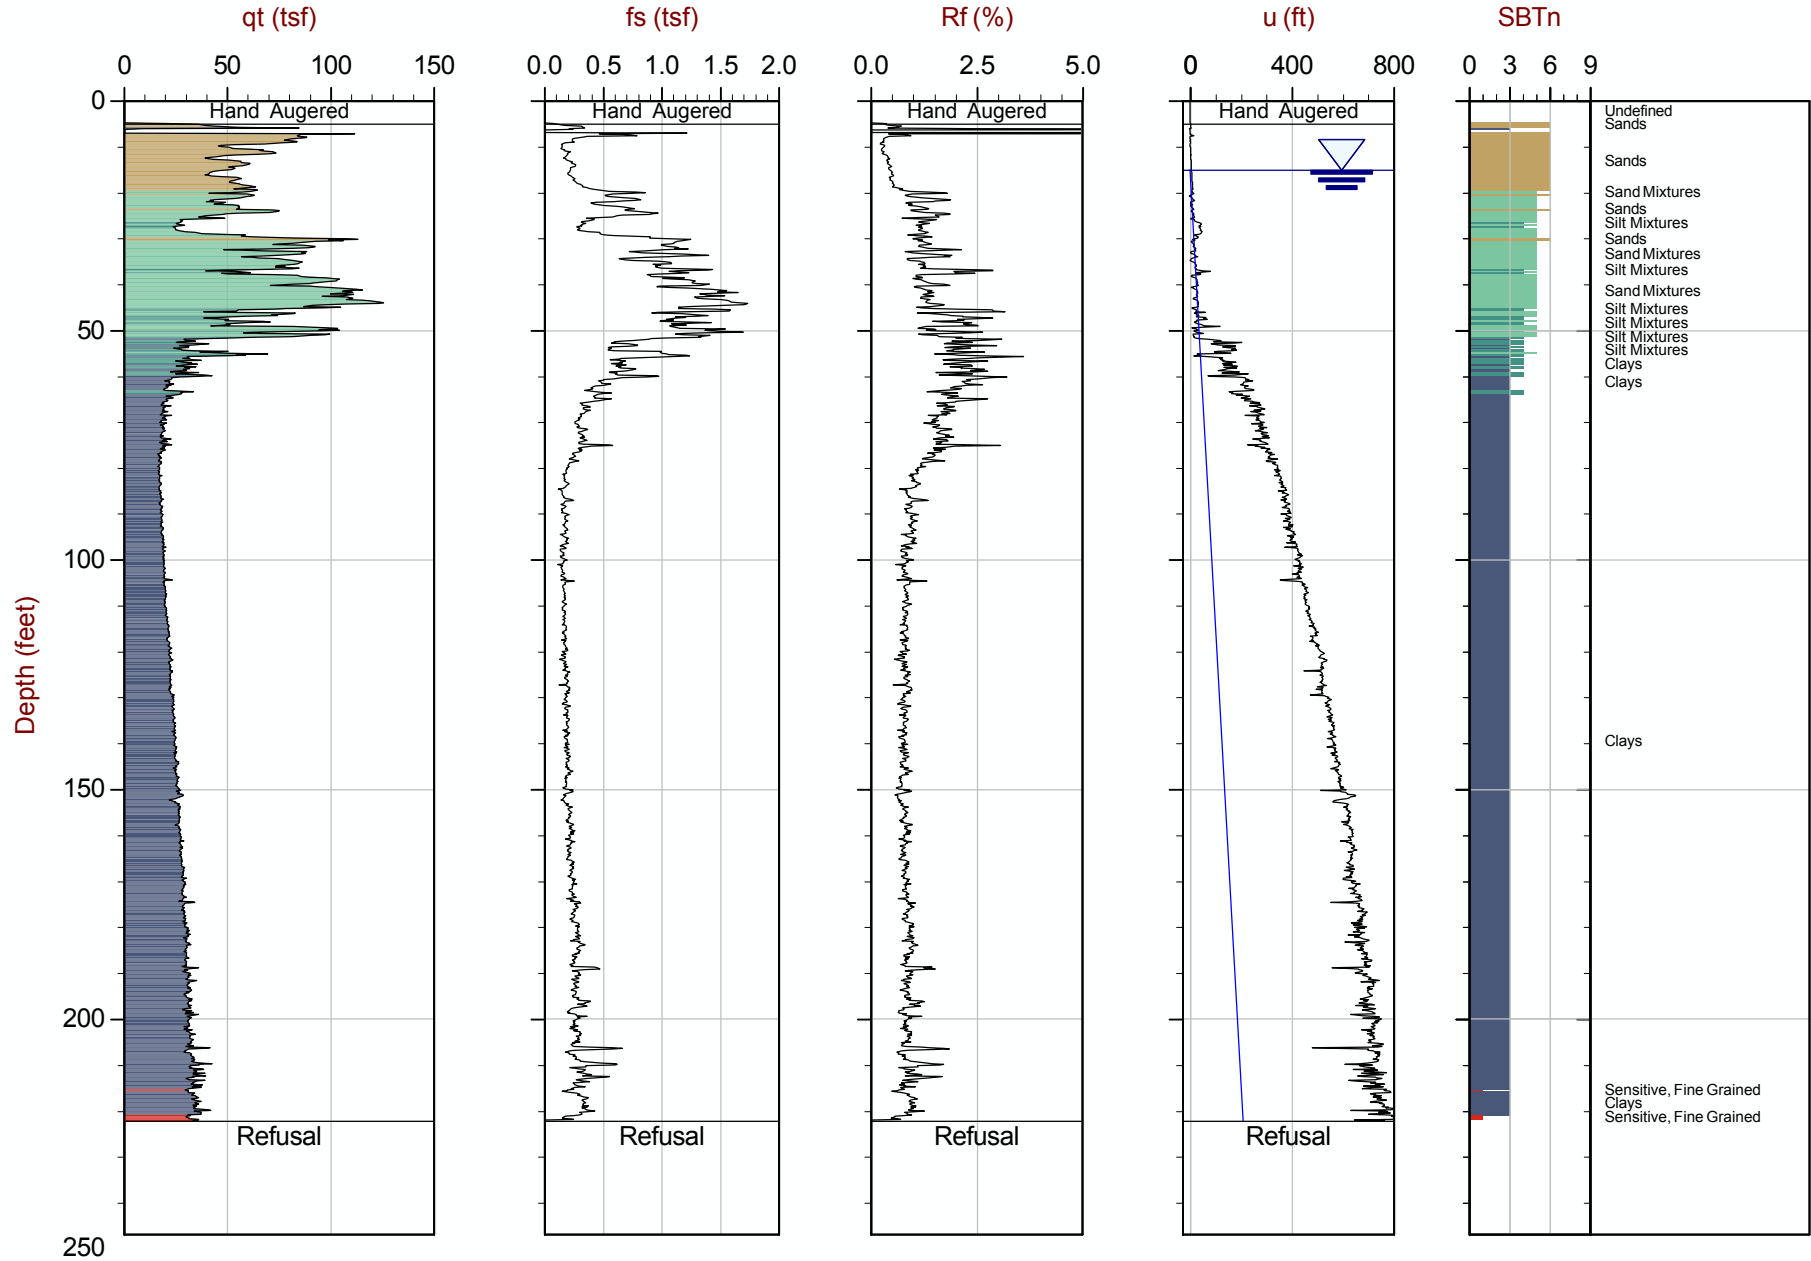 qt (tsf) fs (tsf) Rf (%) u (ft) SBTn
0 50 100 150 0.0 0.5 1.0 1.5 2.0 0.0 2.5 5.0 0 400 800 0 3 6 9
0
Hand Augered Hand Augered Hand Augered Hand Augered
Undefined
Sands
Sands
Sand Mixtures
Sands
Silt Mixtures
Sands
Sand Mixtures
Silt Mixtures
Sand Mixtures
Silt Mixtures
Silt Mixtures
50
Silt Mixtures
Silt Mixtures
Clays
Clays
100
Depth (feet)
Clays
150
200
Sensitive, Fine Grained
Clays
Sensitive, Fine Grained
Refusal Refusal Refusal Refusal
250